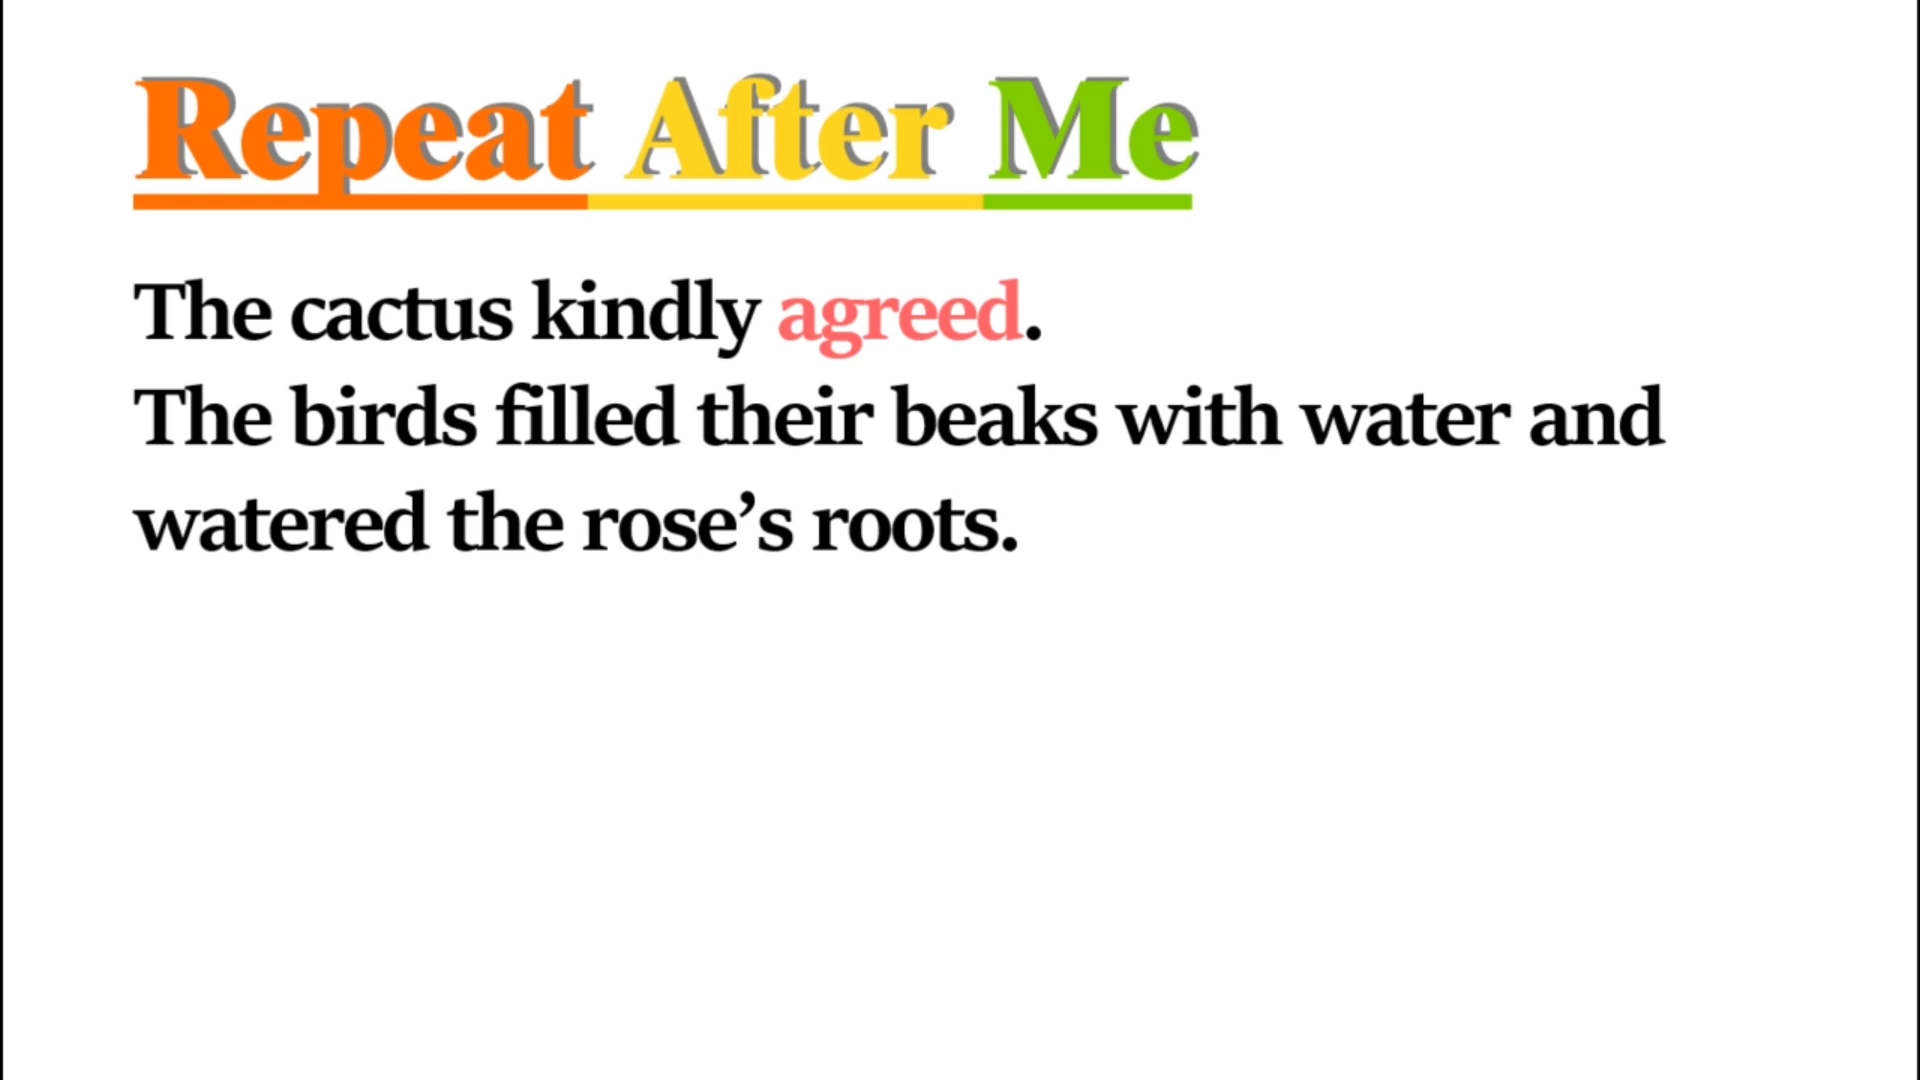 Repeat After Me
The cactus kindly agreed.
The birds filled their beaks with water and
watered the rose’s roots.